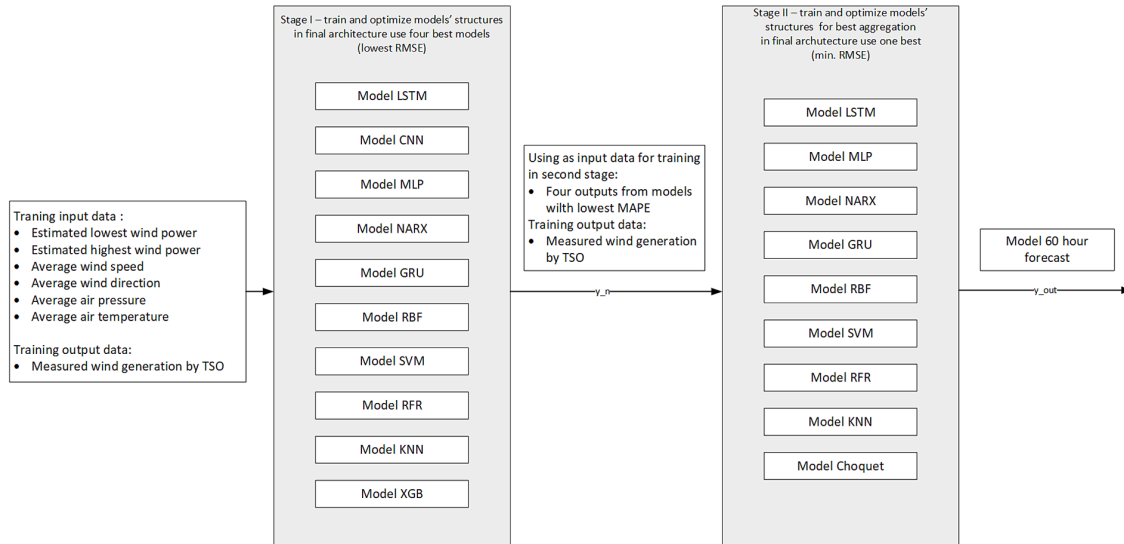 Traning input data :
• Estimated lowest wind power
• Estimated highest wind power
• Average wind speed
• Average wind direction
• Average air pressure
• Average air temperature
Training output data:
• Measured wind generation by TSO
Stage I – train and optimize models' structures
in final architecture use four best models
(lowest RMSE)
Model LSTM
Model CNN
Model MLP
Model NARX
Model GRU
Model RBF
Model SVM
Model RFR
Model KNN
Model XGB
Using as input data for training
in second stage:
• Four outputs from models
wilth lowest MAPE
Training output data:
• Measured wind generation
by TSO
y_n
Stage II – train and optimize models'
structures for best aggregation
in final archutecture use one best
(min. RMSE)
Model LSTM
Model MLP
Model NARX
Model GRU
Model RBF
Model SVM
Model RFR
Model KNN
Model Choquet
Model 60 hour
forecast
y_out